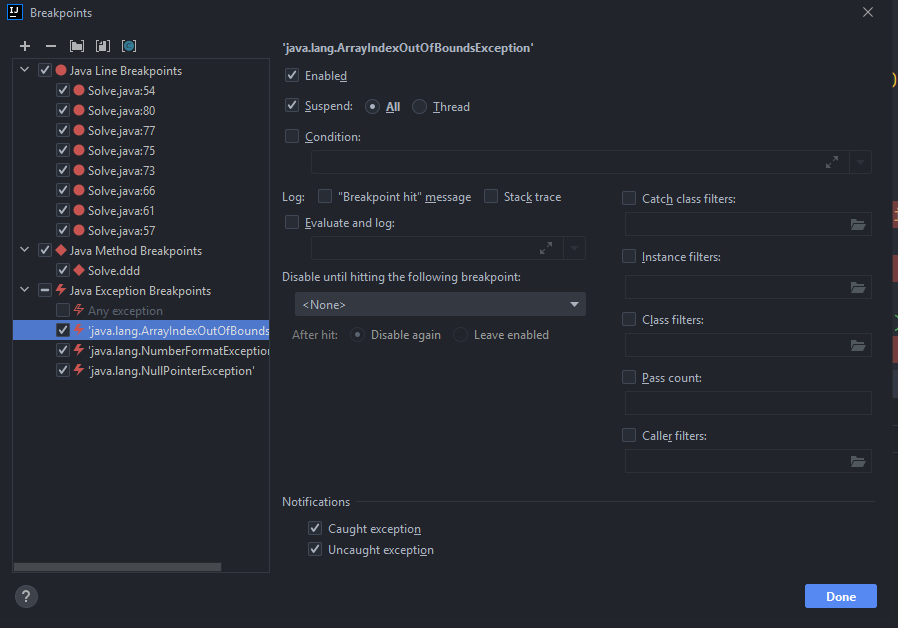 IJ Breakpoints
Java Line Breakpoints
Solve.java:54
Solve.java:80
Solve.java:77
Solve.java:75
Solve.java:73
Solve.java:66
Solve.java:61
Solve.java:57
Java Method Breakpoints
Solve.ddd
Java Exception Breakpoints
Any exception
'java.lang.ArrayIndexOutOfBounds
'java.lang.NumberFormatException
'java.lang.NullPointerException'
?
'java.lang.ArrayIndexOutOfBoundsException'
Enabled
Suspend: All Thread
Condition:
Log: "Breakpoint hit" message Stack trace
Evaluate and log:
Disable until hitting the following breakpoint:
<None>
After hit: Disable again Leave enabled
Catch class filters:
Instance filters:
Class filters:
Pass count:
Caller filters:
Notifications
Caught exception
Uncaught exception
Done